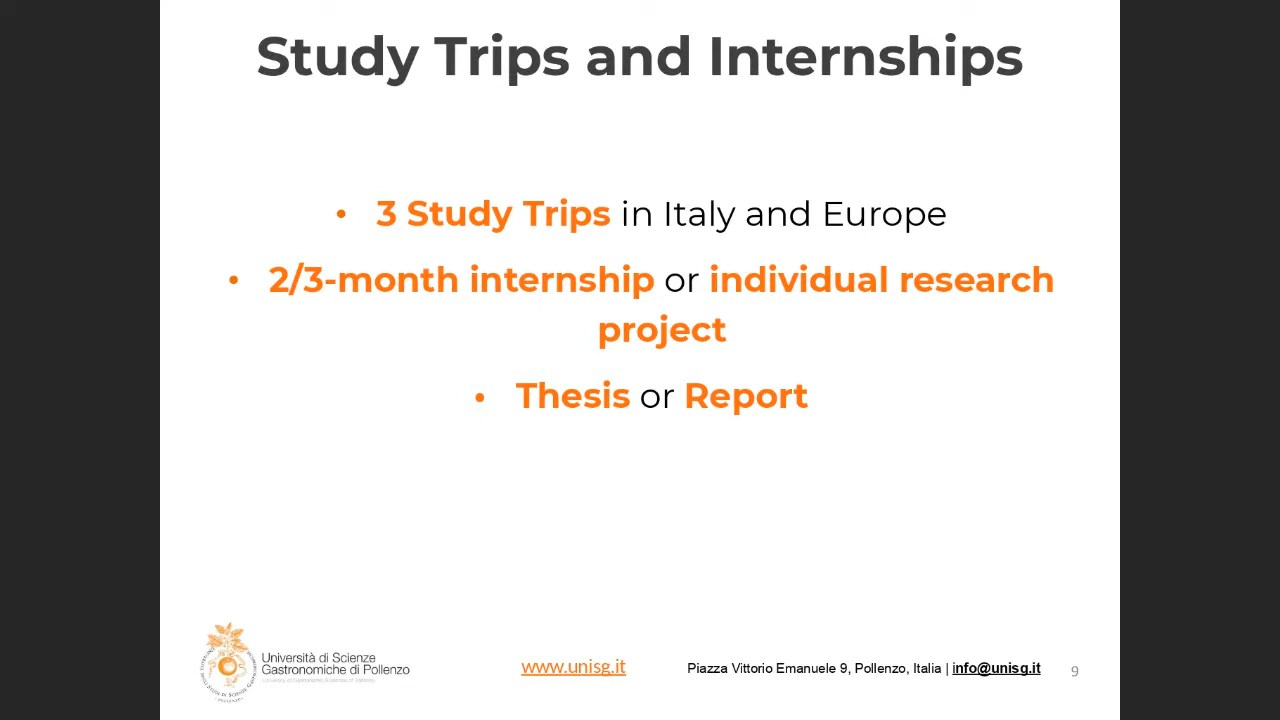 Study Trips and Internships
• 3 Study Trips in Italy and Europe
• 2/3-month internship or individual research
project
• Thesis or Report
Università di Scienze
Gastronomiche di Pollenzo
www.unisg.it
Piazza Vittorio Emanuele 9, Pollenzo, Italia | info@unisg.it
9